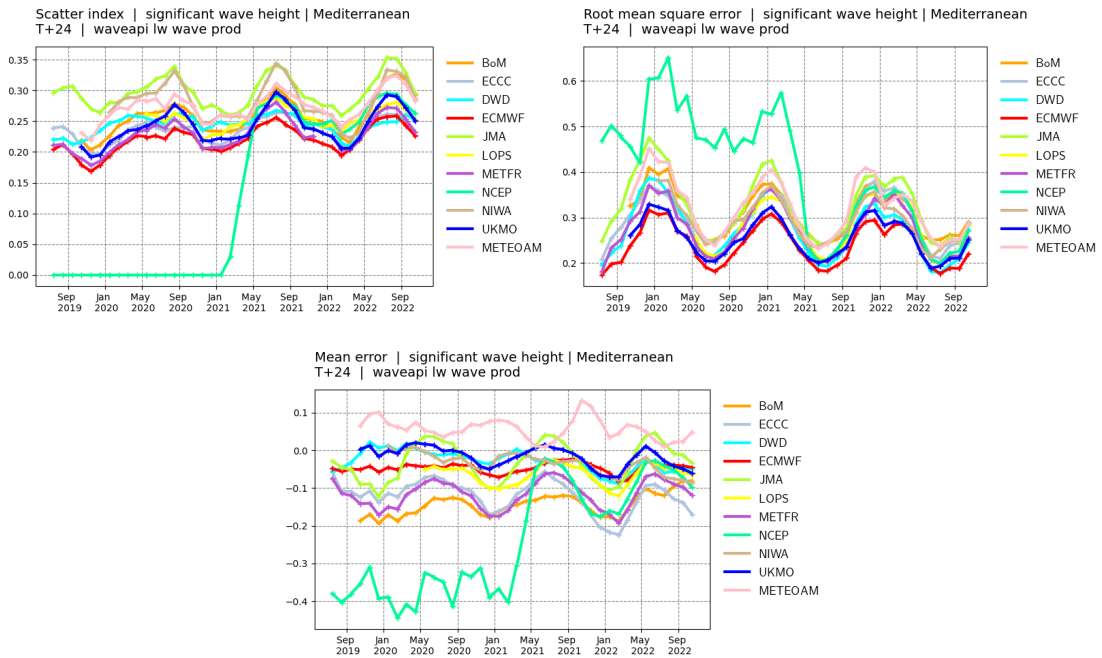 Scatter index  |  significant wave height | Mediterranean
T+24  |  waveapi lw wave prod
0.35
0.30
0.25
0.20
0.15
0.10
0.05
0.00
Sep 2019
Jan 2020
May 2020
Sep 2020
Jan 2021
May 2021
Sep 2021
Jan 2022
May 2022
Sep 2022
BoM
ECCC
DWD
ECMWF
JMA
LOPS
METFR
NCEP
NIWA
UKMO
METEOAM
Root mean square error  |  significant wave height | Mediterranean
T+24  |  waveapi lw wave prod
0.6
0.5
0.4
0.3
0.2
Sep 2019
Jan 2020
May 2020
Sep 2020
Jan 2021
May 2021
Sep 2021
Jan 2022
May 2022
Sep 2022
BoM
ECCC
DWD
ECMWF
JMA
LOPS
METFR
NCEP
NIWA
UKMO
METEOAM
Mean error  |  significant wave height | Mediterranean
T+24  |  waveapi lw wave prod
0.1
0.0
−0.1
−0.2
−0.3
−0.4
Sep 2019
Jan 2020
May 2020
Sep 2020
Jan 2021
May 2021
Sep 2021
Jan 2022
May 2022
Sep 2022
BoM
ECCC
DWD
ECMWF
JMA
LOPS
METFR
NCEP
NIWA
UKMO
METEOAM